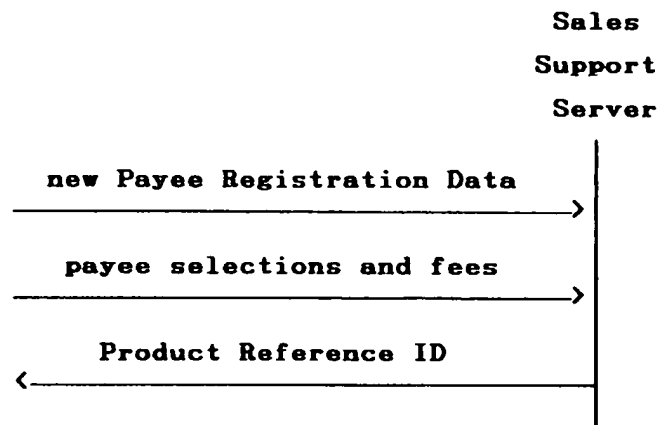 Sales
Support
Server
new Payee Registration Data
payee selections and fees
Product Reference ID